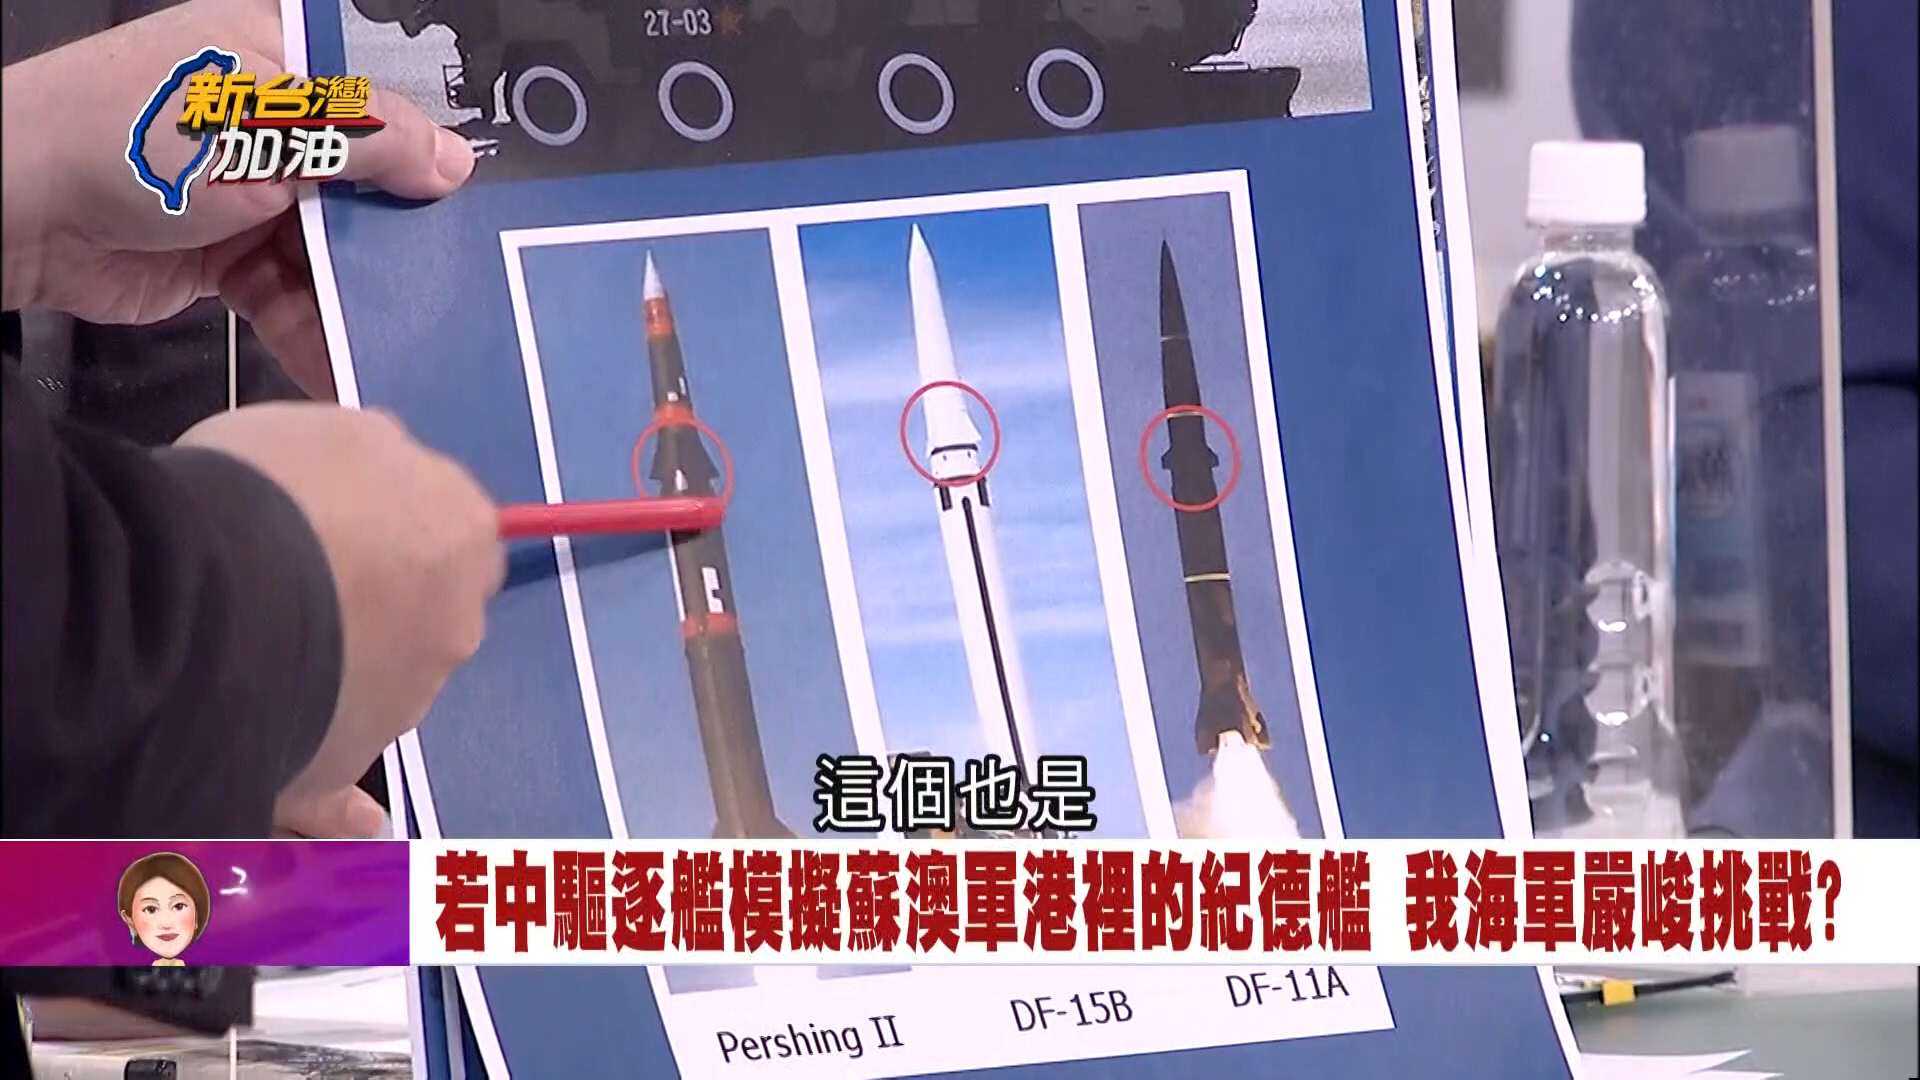 27-03
新台灣
加油
這個也是
若中驅逐艦模擬蘇澳軍港裡的紀德艦 我海軍嚴峻挑戰?
Pershing II
DF-15B
DF-11A